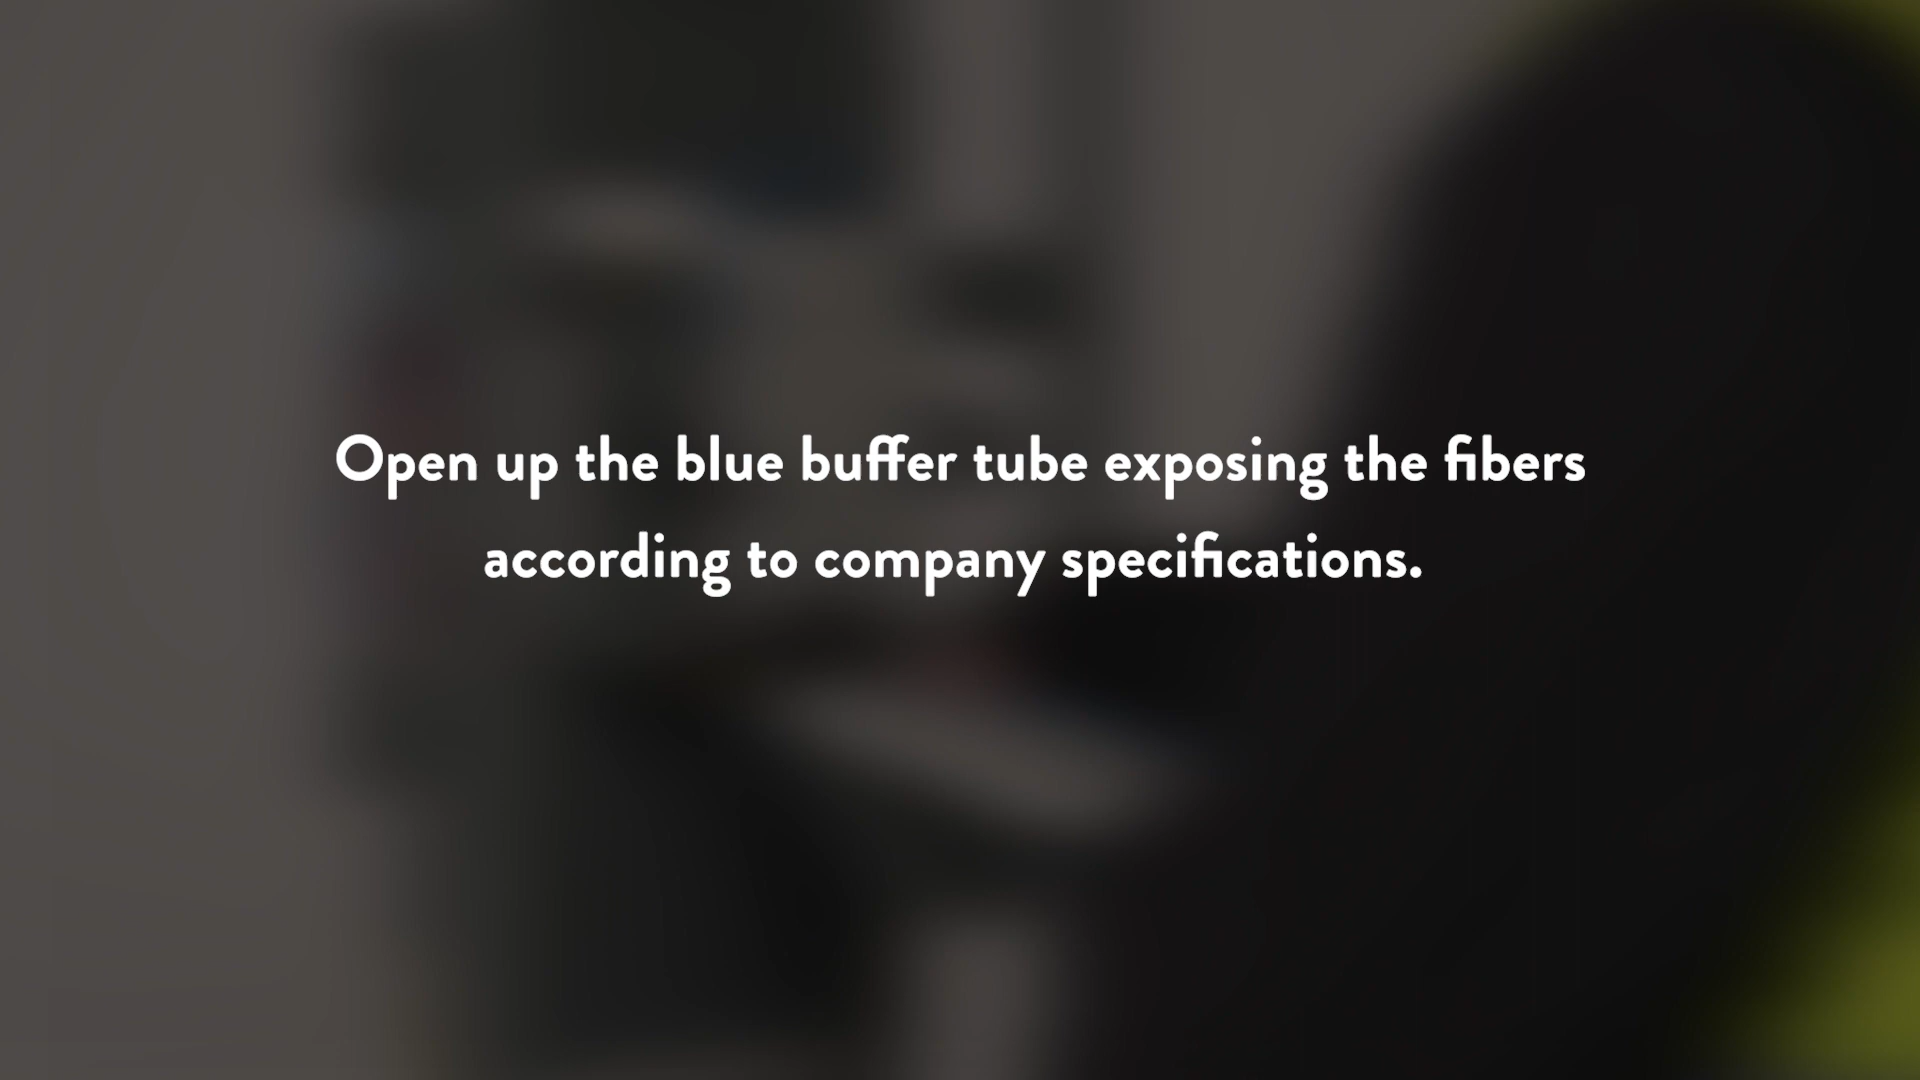 Open up the blue buffer tube exposing the fibers
according to company specifications.